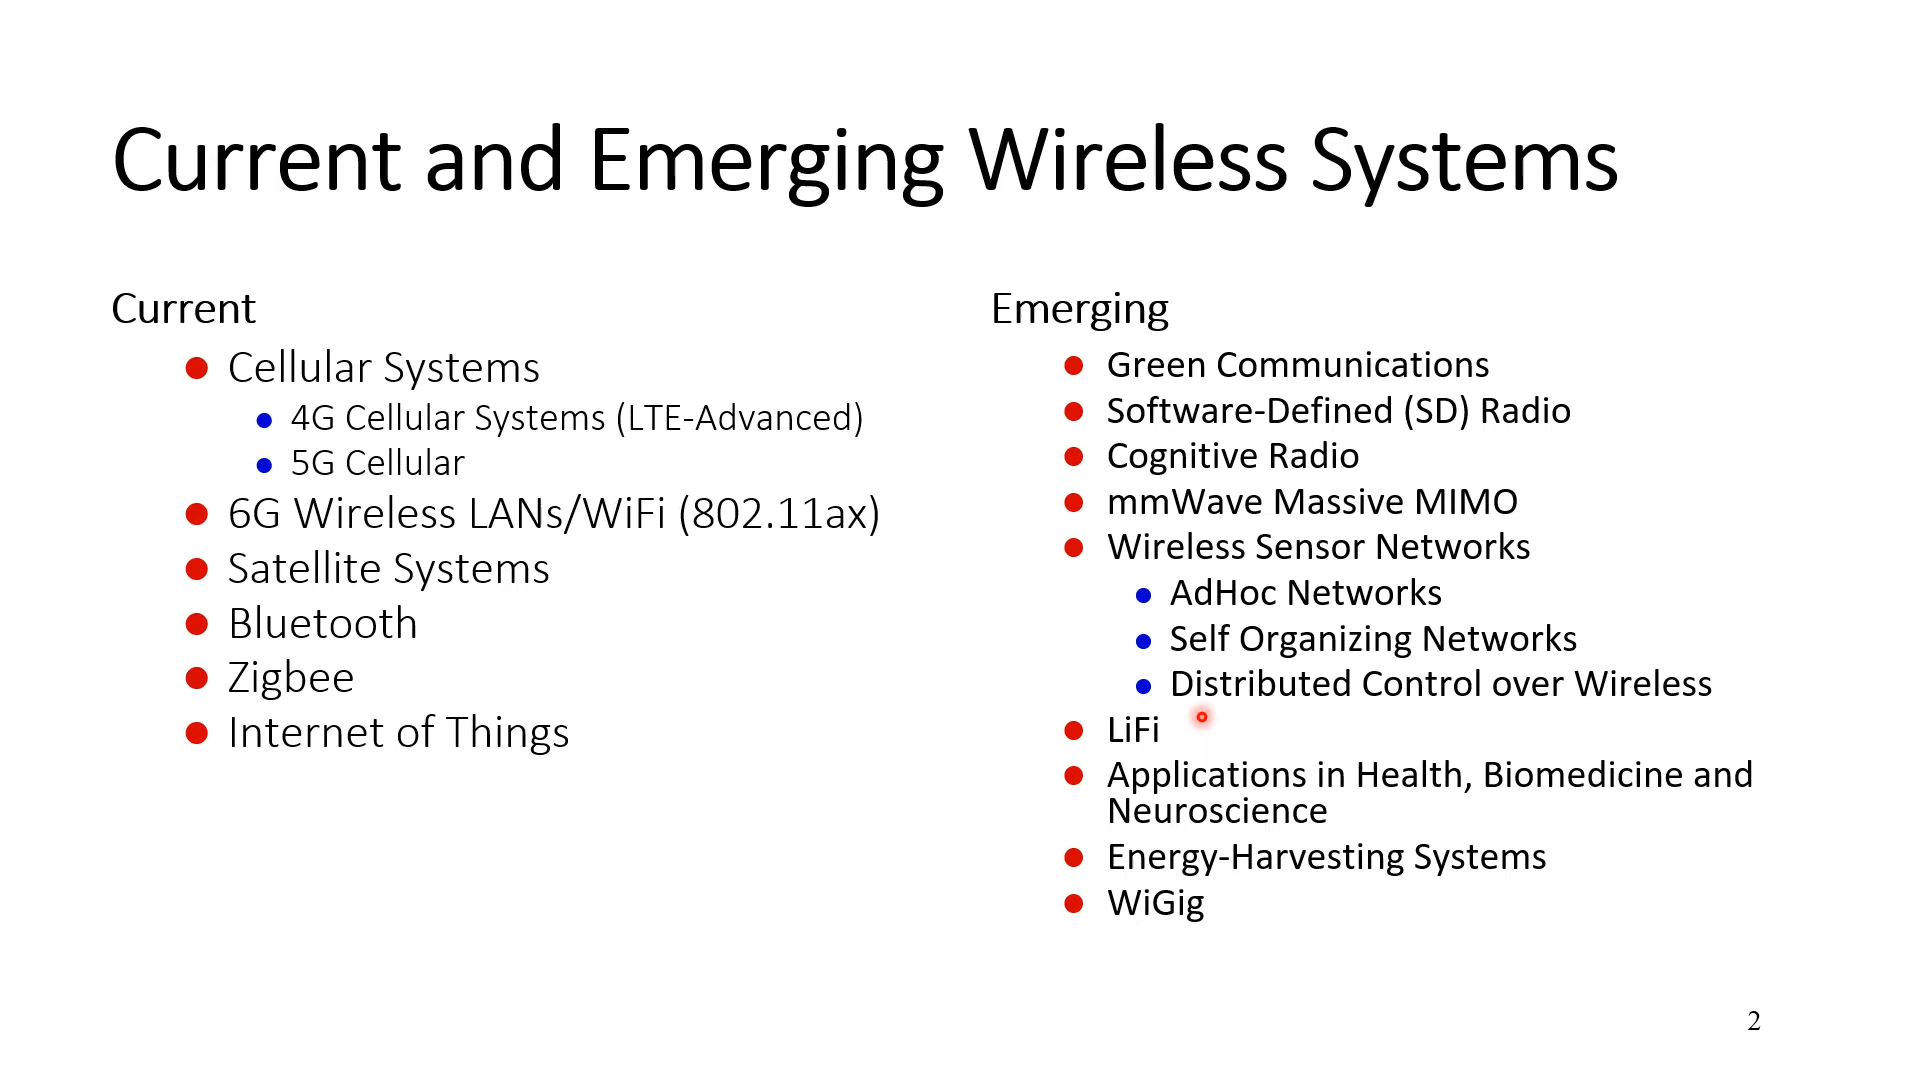 Current and Emerging Wireless Systems
Current
Cellular Systems
4G Cellular Systems (LTE-Advanced)
5G Cellular
6G Wireless LANs/WiFi (802.11ax)
Satellite Systems
Bluetooth
Zigbee
Internet of Things
Emerging
Green Communications
Software-Defined (SD) Radio
Cognitive Radio
mmWave Massive MIMO
Wireless Sensor Networks
AdHoc Networks
Self Organizing Networks
Distributed Control over Wireless
LiFi
Applications in Health, Biomedicine and
Neuroscience
Energy-Harvesting Systems
WiGig
2